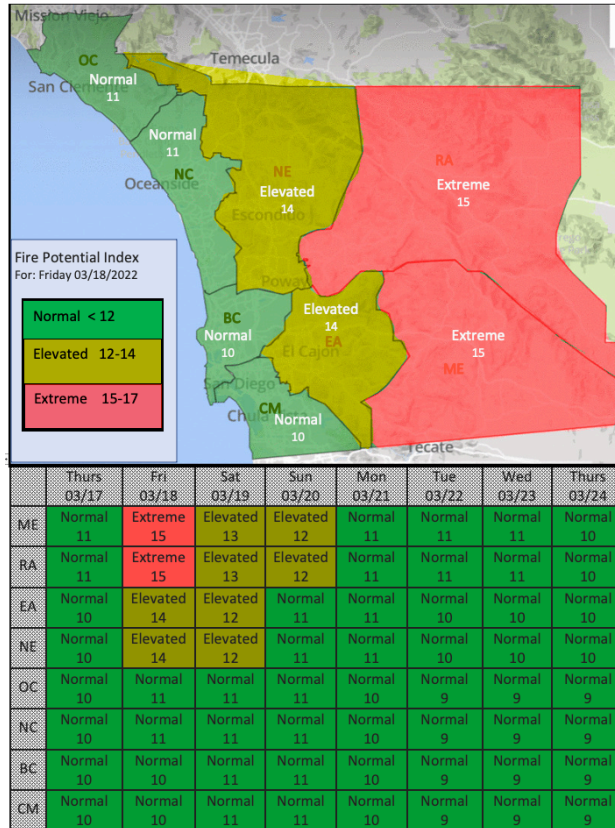 Mission Viejo
Temecula
OC
Normal
11
San Clemente
Normal
11
NC
Oceanside
NE
Elevated
14
Escondido
RA
Extreme
15
Fire Potential Index
For: Friday 03/18/2022
Normal < 12
Elevated 12-14
Extreme 15-17
Poway
Elevated
14
EA
El Cajon
BC
Normal
10
San Diego
Extreme
15
ME
CM
Chula Vista
Normal
10
Tecate
Thurs Fri Sat Sun Mon Tue Wed Thurs
03/17 03/18 03/19 03/20 03/21 03/22 03/23 03/24
ME Normal Extreme Elevated Elevated Normal Normal Normal Normal
11 15 13 12 11 11 11 10
RA Normal Extreme Elevated Elevated Normal Normal Normal Normal
11 15 13 12 11 11 11 10
EA Normal Elevated Elevated Normal Normal Normal Normal Normal
10 14 12 11 11 10 10 10
NE Normal Elevated Elevated Normal Normal Normal Normal Normal
10 14 12 11 11 10 10 10
OC Normal Normal Normal Normal Normal Normal Normal Normal
10 11 11 11 10 9 9 9
NC Normal Normal Normal Normal Normal Normal Normal Normal
10 11 11 11 10 9 9 9
BC Normal Normal Normal Normal Normal Normal Normal Normal
10 10 11 11 10 9 9 9
CM Normal Normal Normal Normal Normal Normal Normal Normal
10 10 11 11 10 9 9 9